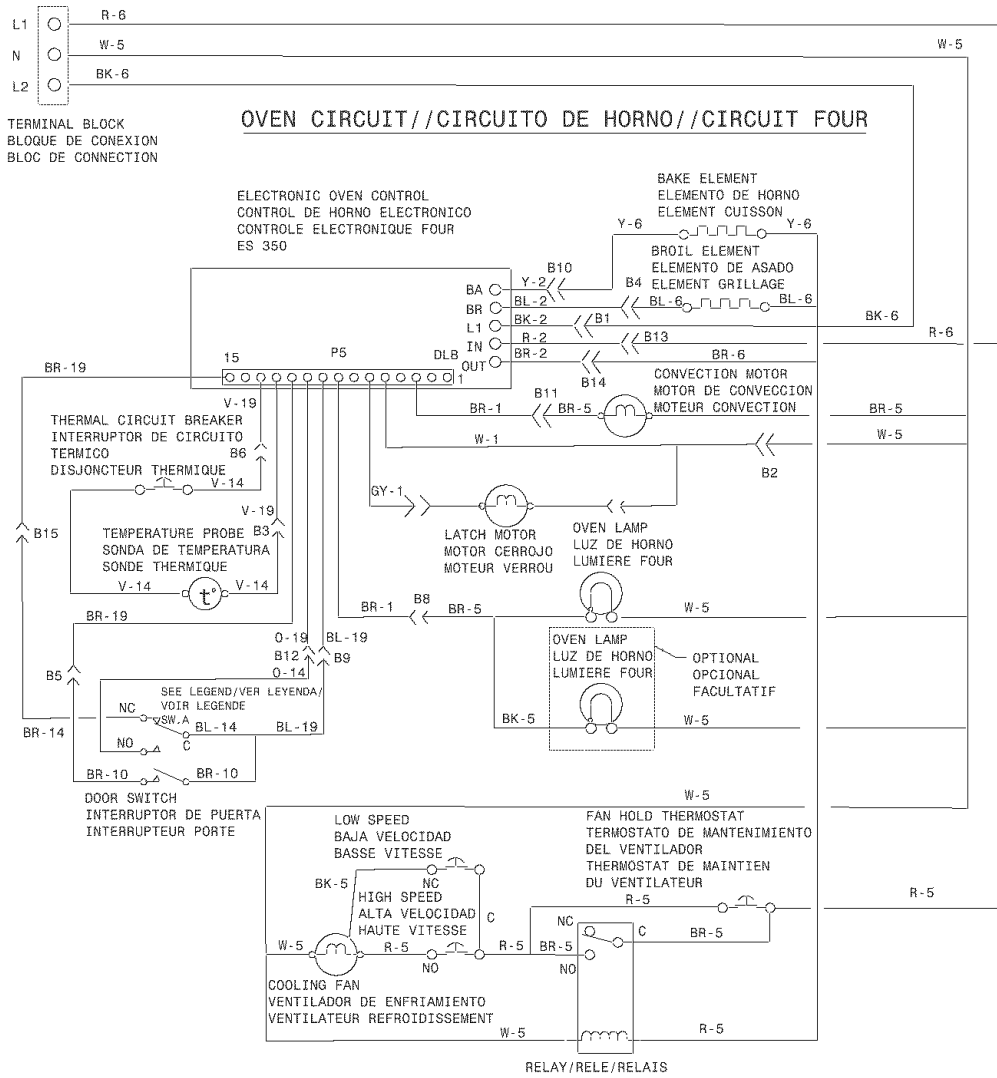 L1
R-6
N
W-5
W-5
L2
BK-6
TERMINAL BLOCK
BLOQUE DE CONEXION
BLOC DE CONNECTION
OVEN CIRCUIT//CIRCUITO DE HORNO//CIRCUIT FOUR
ELECTRONIC OVEN CONTROL
CONTROL DE HORNO ELECTRONICO
CONTROLE ELECTRONIQUE FOUR
ES 350
BAKE ELEMENT
ELEMENTO DE HORNO
ELEMENT CUISSON
Y-6
Y-6
BROIL ELEMENT
ELEMENTO DE ASADO
ELEMENT GRILLAGE
BA
Y-2
B10
BR
BL-2
B4
BL-6
BL-6
L1
BK-2
B1
BK-6
IN
R-2
B13
R-6
OUT
BR-2
B14
BR-6
15
P5
DLB
1
BR-19
V-19
CONVECTION MOTOR
MOTOR DE CONVECCION
MOTEUR CONVECTION
BR-1
B11
BR-5
BR-5
W-1
W-5
B2
THERMAL CIRCUIT BREAKER
INTERRUPTOR DE CIRCUITO
TERMICO
DISJONCTEUR THERMIQUE
B6
V-14
V-19
GY-1
LATCH MOTOR
MOTOR CERROJO
MOTEUR VERROU
B15
TEMPERATURE PROBE
SONDA DE TEMPERATURA
SONDE THERMIQUE
B3
t°
V-14
V-14
OVEN LAMP
LUZ DE HORNO
LUMIERE FOUR
BR-1
B8
BR-5
W-5
BR-19
O-19
BL-19
B12
B9
O-14
OVEN LAMP
LUZ DE HORNO
LUMIERE FOUR
OPTIONAL
OPCIONAL
FACULTATIF
BK-5
W-5
B5
SEE LEGEND/VER LEYENDA/
VOIR LEGENDE
NC
SW.A
BR-14
BL-14
BL-19
NO
C
BR-10
BR-10
DOOR SWITCH
INTERRUPTOR DE PUERTA
INTERRUPTEUR PORTE
W-5
LOW SPEED
BAJA VELOCIDAD
BASSE VITESSE
FAN HOLD THERMOSTAT
TERMOSTATO DE MANTENIMIENTO
DEL VENTILADOR
THERMOSTAT DE MAINTIEN
DU VENTILATEUR
BK-5
NC
HIGH SPEED
ALTA VELOCIDAD
HAUTE VITESSE
C
R-5
R-5
NC
C
BR-5
W-5
R-5
NO
R-5
BR-5
NO
COOLING FAN
VENTILADOR DE ENFRIAMIENTO
VENTILATEUR REFROIDISSEMENT
W-5
R-5
RELAY/RELE/RELAIS